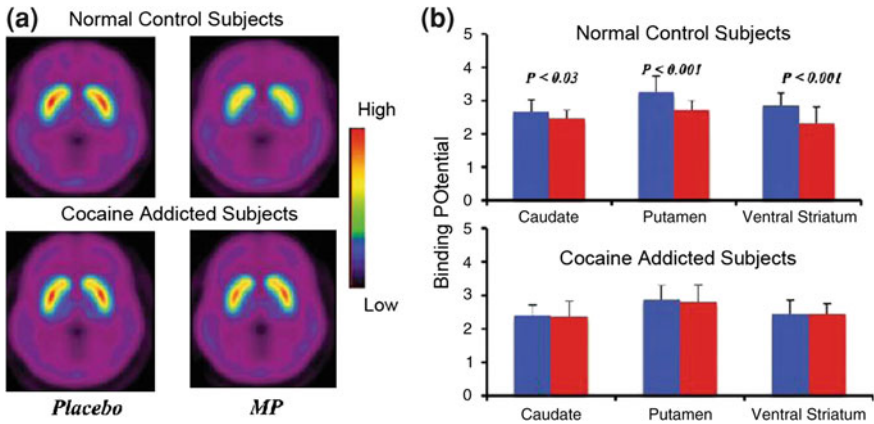 (a)
Normal Control Subjects
High
Low
Cocaine Addicted Subjects
Placebo
MP
(b)
Binding POtential
5
4
3
2
1
0
Normal Control Subjects
P < 0.03
P < 0.001
P < 0.001
Caudate
Putamen
Ventral Striatum
5
4
3
2
1
0
Cocaine Addicted Subjects
Caudate
Putamen
Ventral Striatum